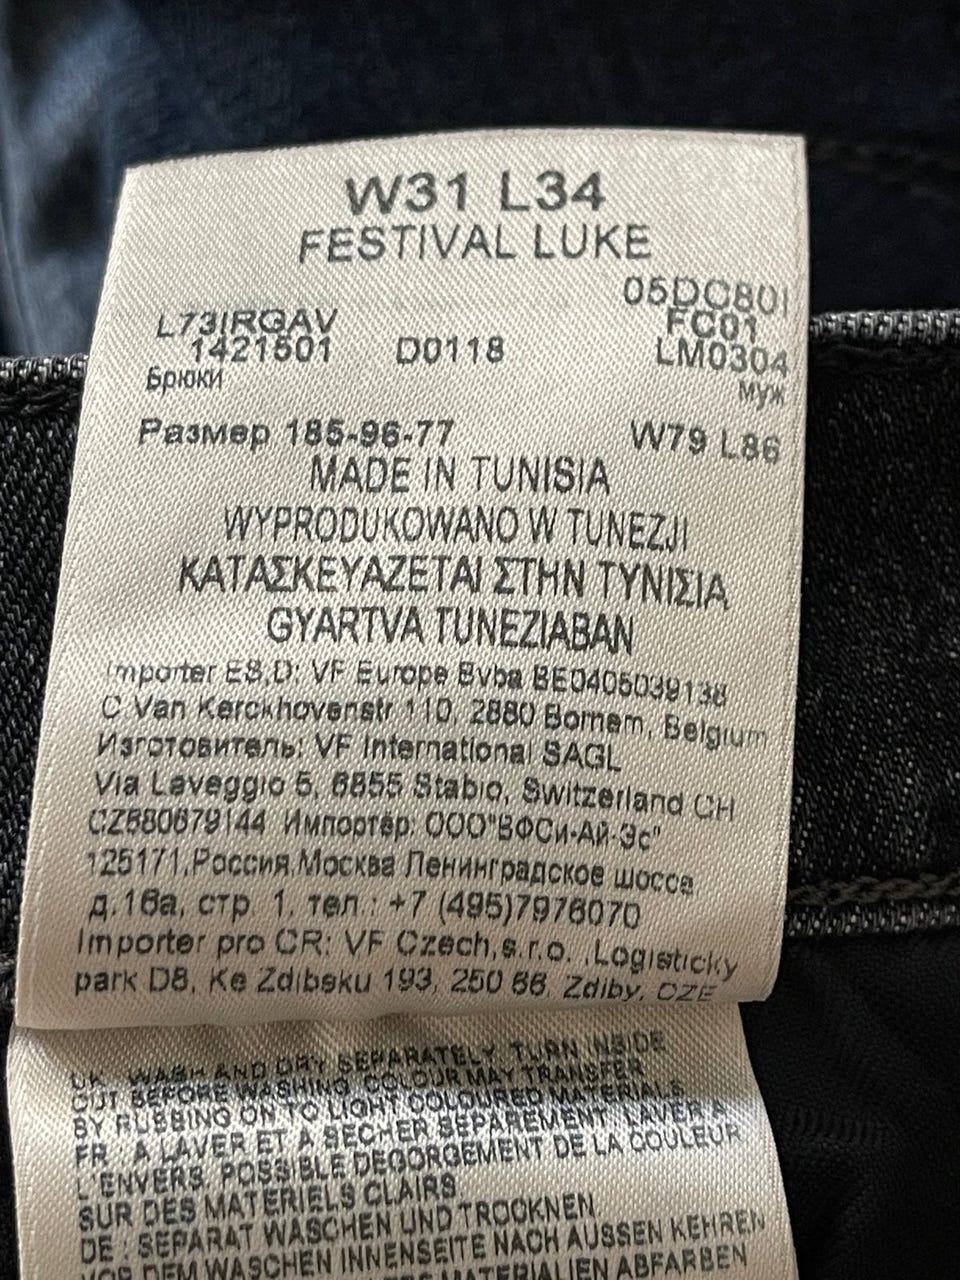 W31 L34
FESTIVAL LUKE
05DC80I
L73IRGAV FC01
1421501 D0118 LM0304
Брюки муж
Размер 185-96-77 W79 L86
MADE IN TUNISIA
WYPRODUKOWANO W TUNEZJI
ΚΑΤΑΣΚΕΥΑΖΕΤΑΙ ΣΤΗΝ ΤΥΝΙΣΙΑ
GYARTVA TUNEZIABAN
Importer ES,D: VF Europe Bvba BE0405039138
C Van Kerckhovenstr 110, 2880 Bornem, Belgium
Изготовитель: VF International SAGL
Via Laveggio 5, 6855 Stabio, Switzerland CH
CZ680679144 Импортёр: ООО"ВФСи-Ай-Эс"
125171,Россия,Москва Ленинградское шоссе
д.16а, стр. 1, тел.: +7 (495)7976070
Importer pro CR: VF Czech,s.r.o. ,Logisticky
park D8, Ke Zdibsku 193, 250 66, Zdiby, CZE
UK WASH AND DRY SEPARATELY TURN INSIDE
OUT BEFORE WASHING. COLOUR MAY TRANSFER
BY RUBBING ON TO LIGHT COLOURED MATERIALS
FR : A LAVER ET A SECHER SEPAREMENT LAVER A
L'ENVERS. POSSIBLE DEGORGEMENT DE LA COULEUR
SUR DES MATERIELS CLAIRS.
DE : SEPARAT WASCHEN UND TROCKNEN
VOR DEM WASCHEN INNENSEITE NACH AUSSEN KEHREN
MATERIALIEN ABFARBEN